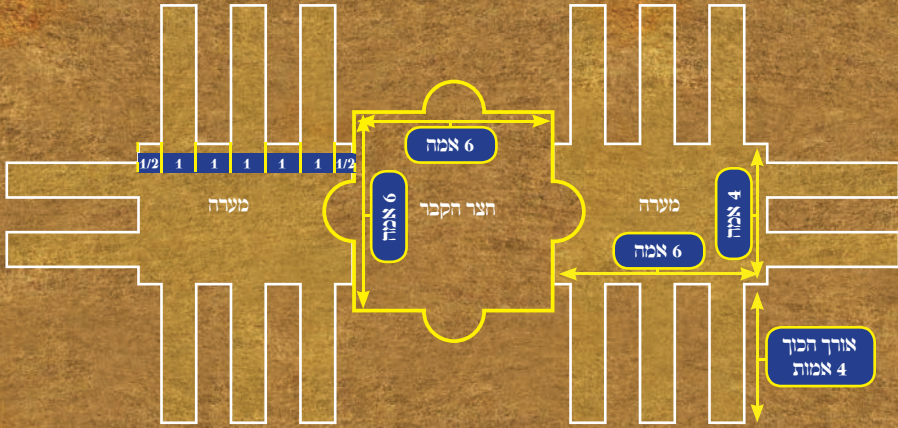 6 אמה
1/2 1 1 1 1 1 1/2
6 אמה
חצר הקבר
מערה
מערה
4 אמה
6 אמה
אורך הכוך
4 אמות